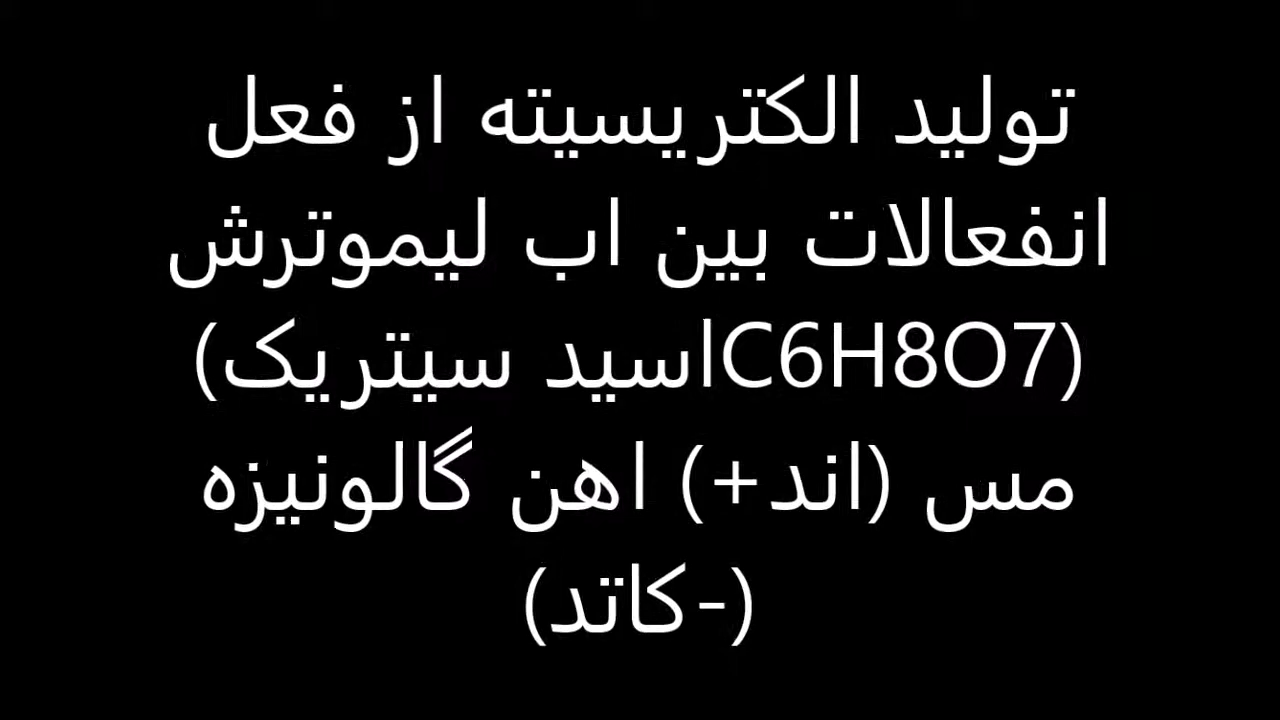 تولید الکتریسیته از فعل
انفعالات بین اب لیموترش
(C6H8O7اسید سیتریک)
مس (اند+) اهن گالونیزه
(-کاتد)